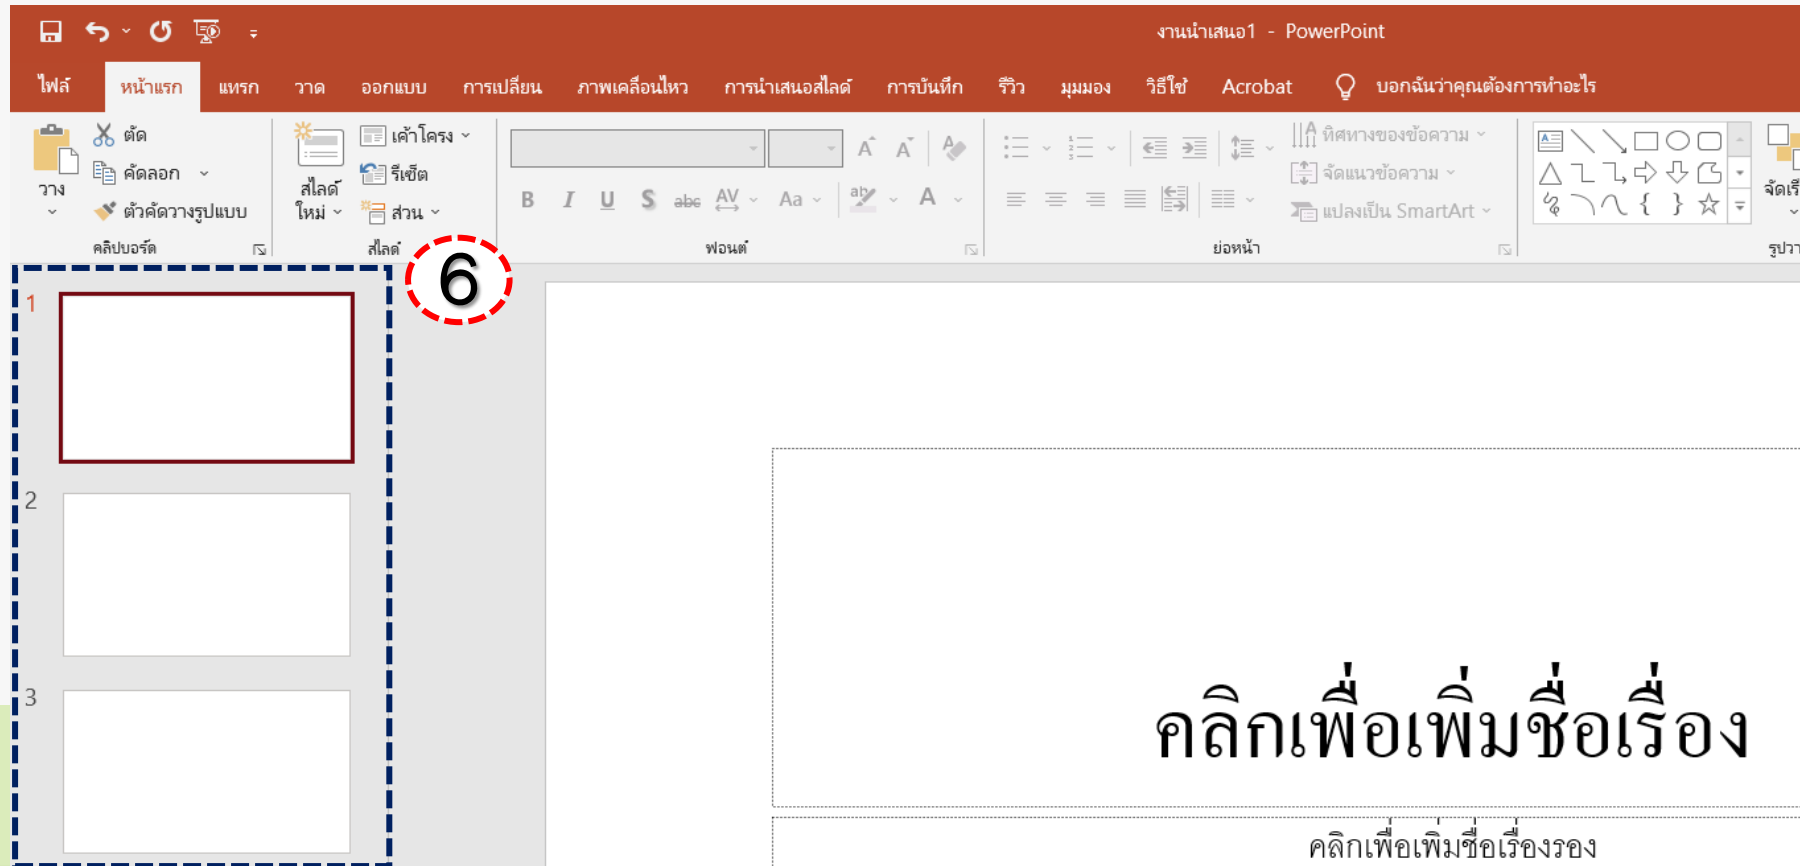 งานนำเสนอ1 - PowerPoint
ไฟล์ หน้าแรก แทรก วาด ออกแบบ การเปลี่ยน ภาพเคลื่อนไหว การนำเสนอสไลด์ การบันทึก รีวิว มุมมอง วิธีใช้ Acrobat บอกฉันว่าคุณต้องการทำอะไร
วาง
ตัด
คัดลอก
ตัวคัดวางรูปแบบ
คลิปบอร์ด
สไลด์
ใหม่
เค้าโครง
รีเซ็ต
ส่วน
สไลด์
B I U S abc AV Aa ab A
ฟอนต์
ทิศทางของข้อความ
จัดแนวข้อความ
แปลงเป็น SmartArt
ย่อหน้า
6
1
2
3
คลิกเพื่อเพิ่มชื่อเรื่อง
คลิกเพื่อเพิ่มชื่อเรื่องรอง